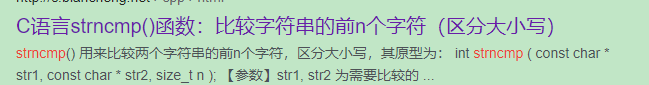 C语言strncmp()函数：比较字符串的前n个字符（区分大小写）
strncmp() 用来比较两个字符串的前n个字符，区分大小写，其原型为： int strncmp ( const char *
str1, const char * str2, size_t n ); 【参数】str1, str2 为需要比较的 ...